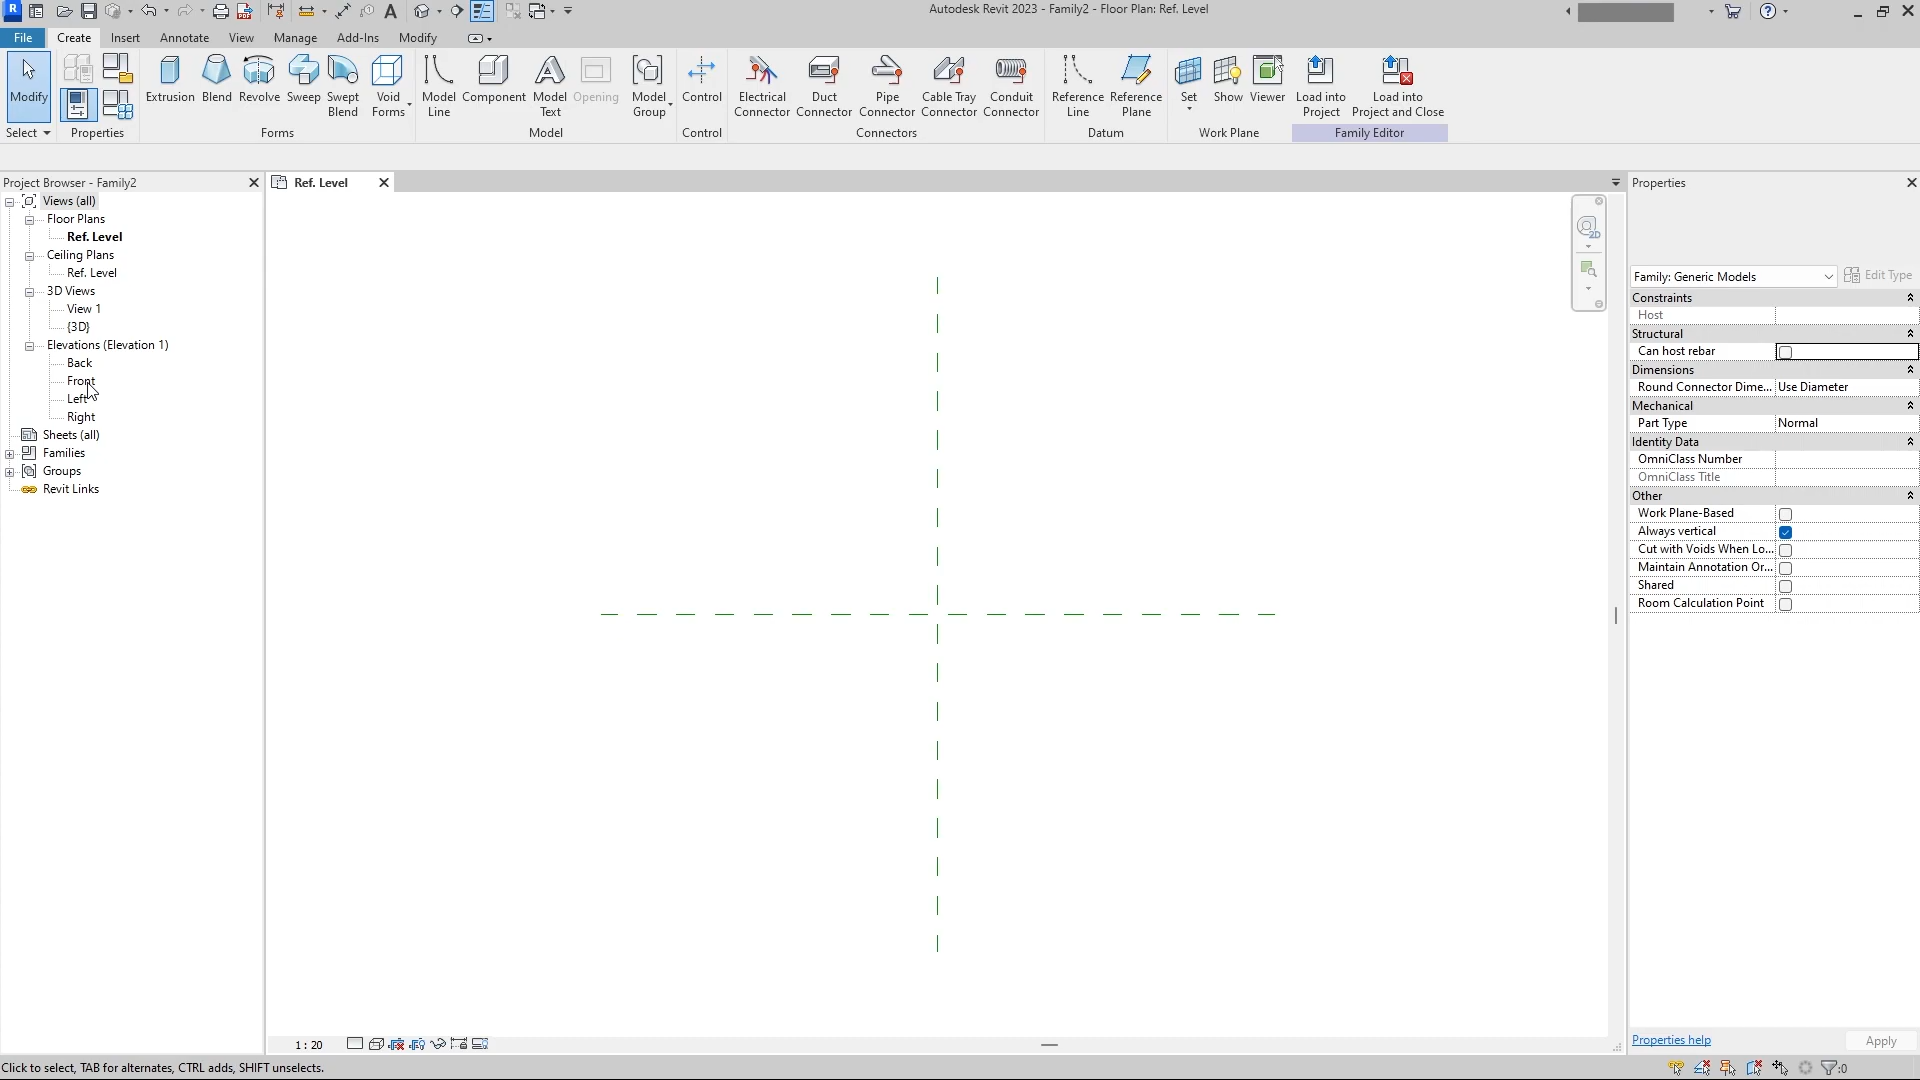 Autodesk Revit 2023 - Family2 - Floor Plan: Ref. Level
File
Create
Insert
Annotate
View
Manage
Add-Ins
Modify
Modify
Extrusion
Blend
Revolve
Sweep
Swept Blend
Void Forms
Model Line
Component
Model Text
Opening
Model Group
Control
Electrical Connector
Duct Connector
Pipe Connector
Cable Tray Connector
Conduit Connector
Reference Line
Reference Plane
Set
Show
Viewer
Load into Project
Load into Project and Close
Select
Properties
Forms
Model
Control
Connectors
Datum
Work Plane
Family Editor
Project Browser - Family2
Views (all)
Floor Plans
Ref. Level
Ceiling Plans
Ref. Level
3D Views
View 1
{3D}
Elevations (Elevation 1)
Back
Front
Left
Right
Sheets (all)
Families
Groups
Revit Links
Ref. Level
2D
1 : 20
Properties
Family: Generic Models
Edit Type
Constraints
Host
Structural
Can host rebar
Dimensions
Round Connector Dime... Use Diameter
Mechanical
Part Type Normal
Identity Data
OmniClass Number
OmniClass Title
Other
Work Plane-Based
Always vertical
Cut with Voids When Lo...
Maintain Annotation Or...
Shared
Room Calculation Point
Properties help
Apply
Click to select, TAB for alternates, CTRL adds, SHIFT unselects.
:0